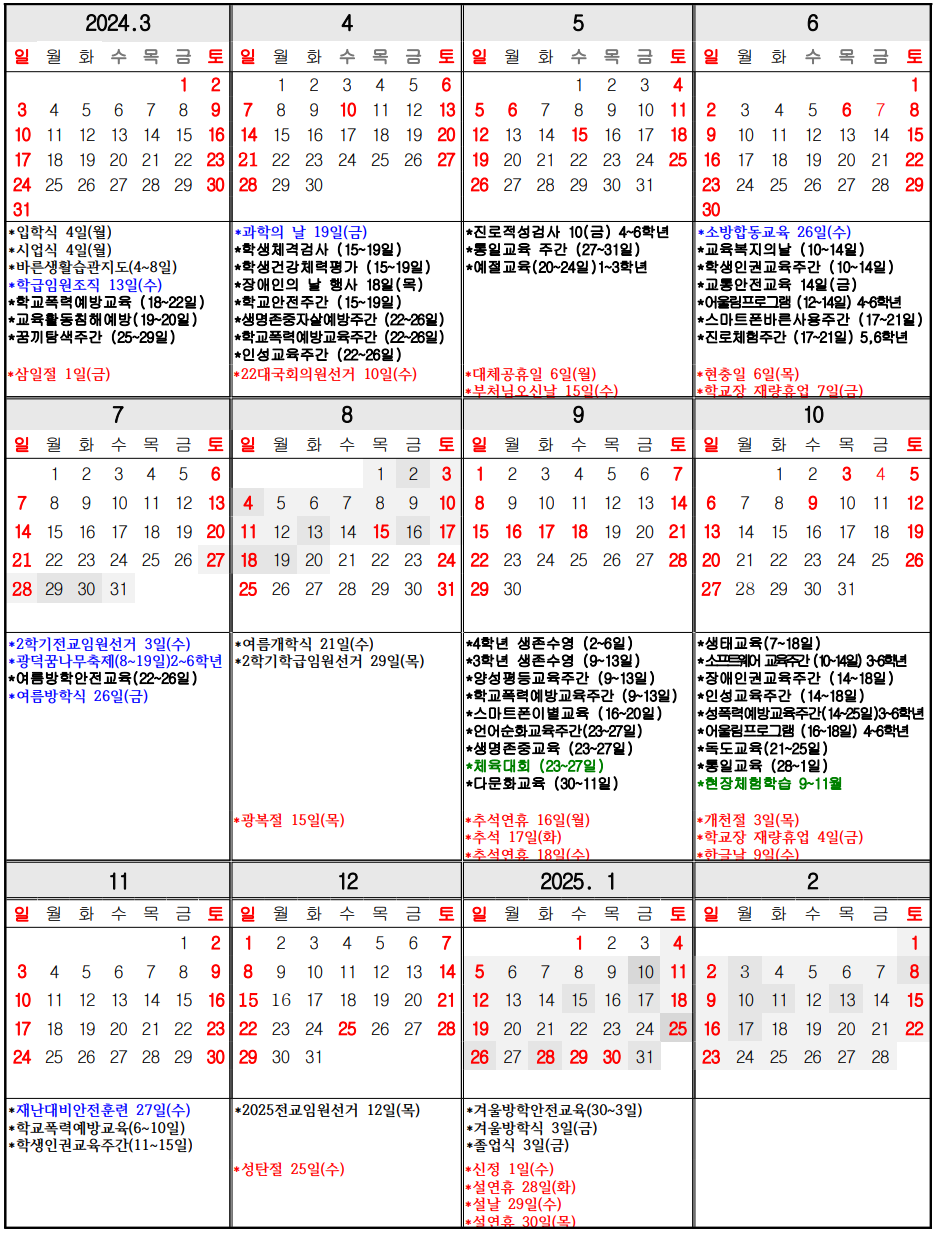 2024.3
일 월 화 수 목 금 토
1 2
3 4 5 6 7 8 9
10 11 12 13 14 15 16
17 18 19 20 21 22 23
24 25 26 27 28 29 30
31
*입학식 4일(월)
*시업식 4일(월)
*바른생활습관지도(4~8일)
*학급임원조직 13일(수)
*학교폭력예방교육 (18~22일)
*교육활동침해예방(19~20일)
*꿈끼탐색주간 (25~29일)
*삼일절 1일(금)
4
일 월 화 수 목 금 토
1 2 3 4 5 6
7 8 9 10 11 12 13
14 15 16 17 18 19 20
21 22 23 24 25 26 27
28 29 30
*과학의 날 19일(금)
*학생체격검사 (15~19일)
*학생건강체력평가 (15~19일)
*장애인의 날 행사 18일(목)
*학교안전주간 (15~19일)
*생명존중자살예방주간 (22~26일)
*학교폭력예방교육주간 (22~26일)
*인성교육주간 (22~26일)
*22대국회의원선거 10일(수)
5
일 월 화 수 목 금 토
1 2 3 4
5 6 7 8 9 10 11
12 13 14 15 16 17 18
19 20 21 22 23 24 25
26 27 28 29 30 31
*진로적성검사 10(금) 4~6학년
*통일교육 주간 (27~31일)
*예절교육(20~24일)1~3학년
*대체공휴일 6일(월)
*부처님오신날 15일(수)
6
일 월 화 수 목 금 토
1
2 3 4 5 6 7 8
9 10 11 12 13 14 15
16 17 18 19 20 21 22
23 24 25 26 27 28 29
30
*소방합동교육 26일(수)
*교육복지의날 (10~14일)
*학생인권교육주간 (10~14일)
*교통안전교육 14일(금)
*어울림프로그램 (12~14일) 4~6학년
*스마트폰바른사용주간 (17~21일)
*진로체험주간 (17~21일) 5,6학년
*현충일 6일(목)
*학교장 재량휴업 7일(금)
7
일 월 화 수 목 금 토
1 2 3 4 5 6
7 8 9 10 11 12 13
14 15 16 17 18 19 20
21 22 23 24 25 26 27
28 29 30 31
*2학기전교임원선거 3일(수)
*광덕꿈나무축제(8~19일)2~6학년
*여름방학안전교육(22~26일)
*여름방학식 26일(금)
8
일 월 화 수 목 금 토
1 2 3
4 5 6 7 8 9 10
11 12 13 14 15 16 17
18 19 20 21 22 23 24
25 26 27 28 29 30 31
*여름개학식 21일(수)
*2학기학급임원선거 29일(목)
*광복절 15일(목)
9
일 월 화 수 목 금 토
1 2 3 4 5 6 7
8 9 10 11 12 13 14
15 16 17 18 19 20 21
22 23 24 25 26 27 28
29 30
*4학년 생존수영 (2~6일)
*3학년 생존수영 (9~13일)
*양성평등교육주간 (9~13일)
*학교폭력예방교육주간 (9~13일)
*스마트폰이별교육 (16~20일)
*언어순화교육주간(23~27일)
*생명존중교육 (23~27일)
*체육대회 (23~27일)
*다문화교육 (30~11일)
*추석연휴 16일(월)
*추석 17일(화)
*추석연휴 18일(수)
10
일 월 화 수 목 금 토
1 2 3 4 5
6 7 8 9 10 11 12
13 14 15 16 17 18 19
20 21 22 23 24 25 26
27 28 29 30 31
*생태교육(7~18일)
*소프트웨어 교육주간 (10~14일) 3~6학년
*장애인권교육주간 (14~18일)
*인성교육주간 (14~18일)
*성폭력예방교육주간(14~25일)3~6학년
*어울림프로그램 (16~18일) 4~6학년
*독도교육(21~25일)
*통일교육 (28~1일)
*현장체험학습 9~11월
*개천절 3일(목)
*학교장 재량휴업 4일(금)
*한글날 9일(수)
11
일 월 화 수 목 금 토
1 2
3 4 5 6 7 8 9
10 11 12 13 14 15 16
17 18 19 20 21 22 23
24 25 26 27 28 29 30
*재난대비안전훈련 27일(수)
*학교폭력예방교육(6~10일)
*학생인권교육주간(11~15일)
12
일 월 화 수 목 금 토
1 2 3 4 5 6 7
8 9 10 11 12 13 14
15 16 17 18 19 20 21
22 23 24 25 26 27 28
29 30 31
*2025전교임원선거 12일(목)
*성탄절 25일(수)
2025. 1
일 월 화 수 목 금 토
1 2 3 4
5 6 7 8 9 10 11
12 13 14 15 16 17 18
19 20 21 22 23 24 25
26 27 28 29 30 31
*겨울방학안전교육(30~3일)
*겨울방학식 3일(금)
*졸업식 3일(금)
*신정 1일(수)
*설연휴 28일(화)
*설날 29일(수)
*설연휴 30일(목)
2
일 월 화 수 목 금 토
1
2 3 4 5 6 7 8
9 10 11 12 13 14 15
16 17 18 19 20 21 22
23 24 25 26 27 28